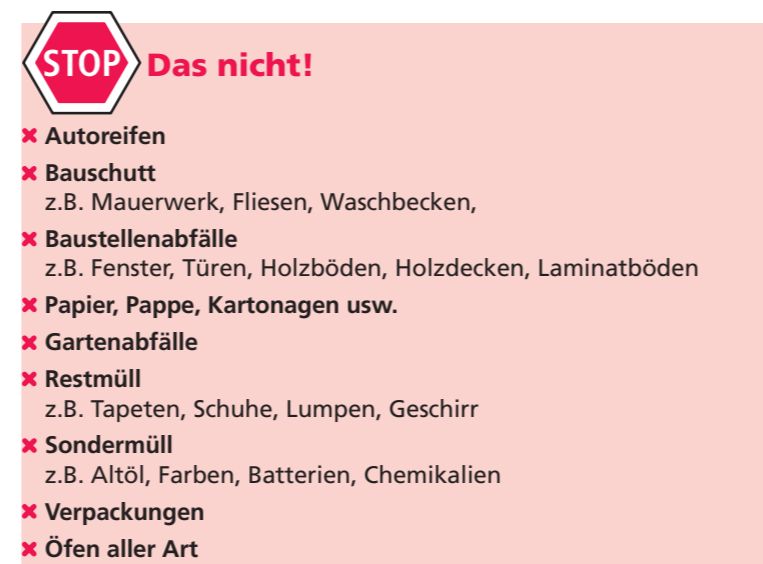 STOP Das nicht!
Autoreifen
Bauschutt
z.B. Mauerwerk, Fliesen, Waschbecken,
Baustellenabfälle
z.B. Fenster, Türen, Holzböden, Holzdecken, Laminatböden
Papier, Pappe, Kartonagen usw.
Gartenabfälle
Restmüll
z.B. Tapeten, Schuhe, Lumpen, Geschirr
Sondermüll
z.B. Altöl, Farben, Batterien, Chemikalien
Verpackungen
Öfen aller Art